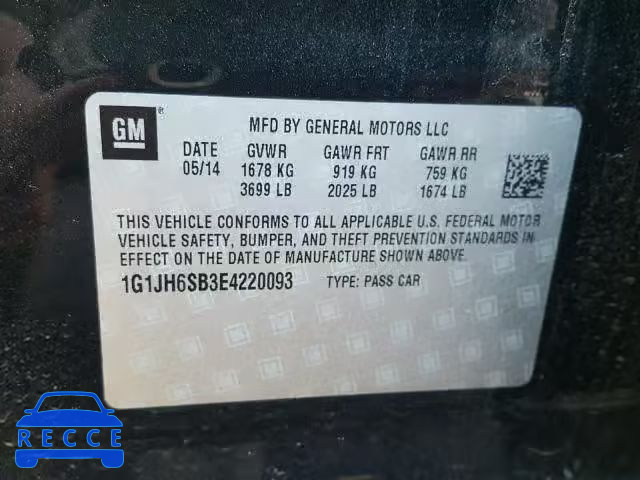 GM ®
MFD BY GENERAL MOTORS LLC
DATE GVWR GAWR FRT GAWR RR
05/14 1678 KG 919 KG 759 KG
3699 LB 2025 LB 1674 LB
THIS VEHICLE CONFORMS TO ALL APPLICABLE U.S. FEDERAL MOTOR
VEHICLE SAFETY, BUMPER, AND THEFT PREVENTION STANDARDS IN
EFFECT ON THE DATE OF MANUFACTURE SHOWN ABOVE.
1G1JH6SB3E4220093 TYPE: PASS CAR
RECCE